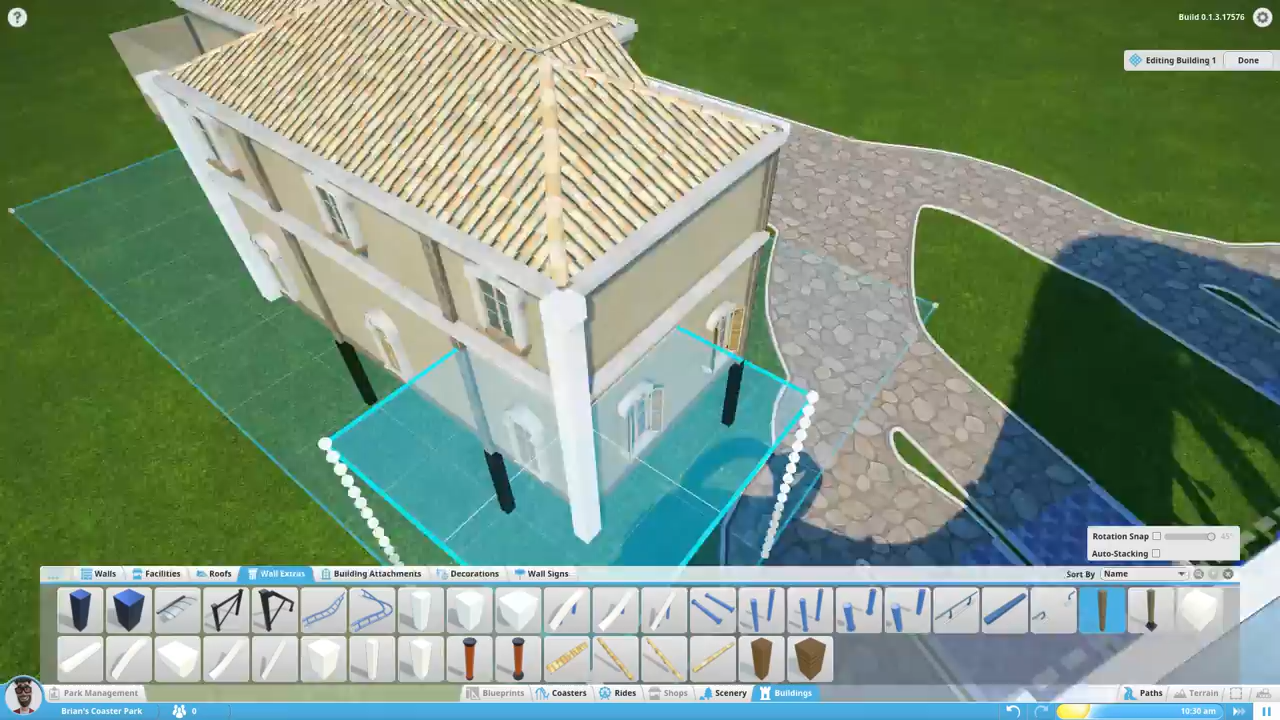 ?
Build 0.1.3.17576
Editing Building 1
Done
Rotation Snap
45°
Auto-Stacking
...
Walls
Facilities
Roofs
Wall Extras
Building Attachments
Decorations
Wall Signs
Sort By
Name
Park Management
Blueprints
Coasters
Rides
Shops
Scenery
Buildings
Paths
Terrain
Brian's Coaster Park
0
10:30 am